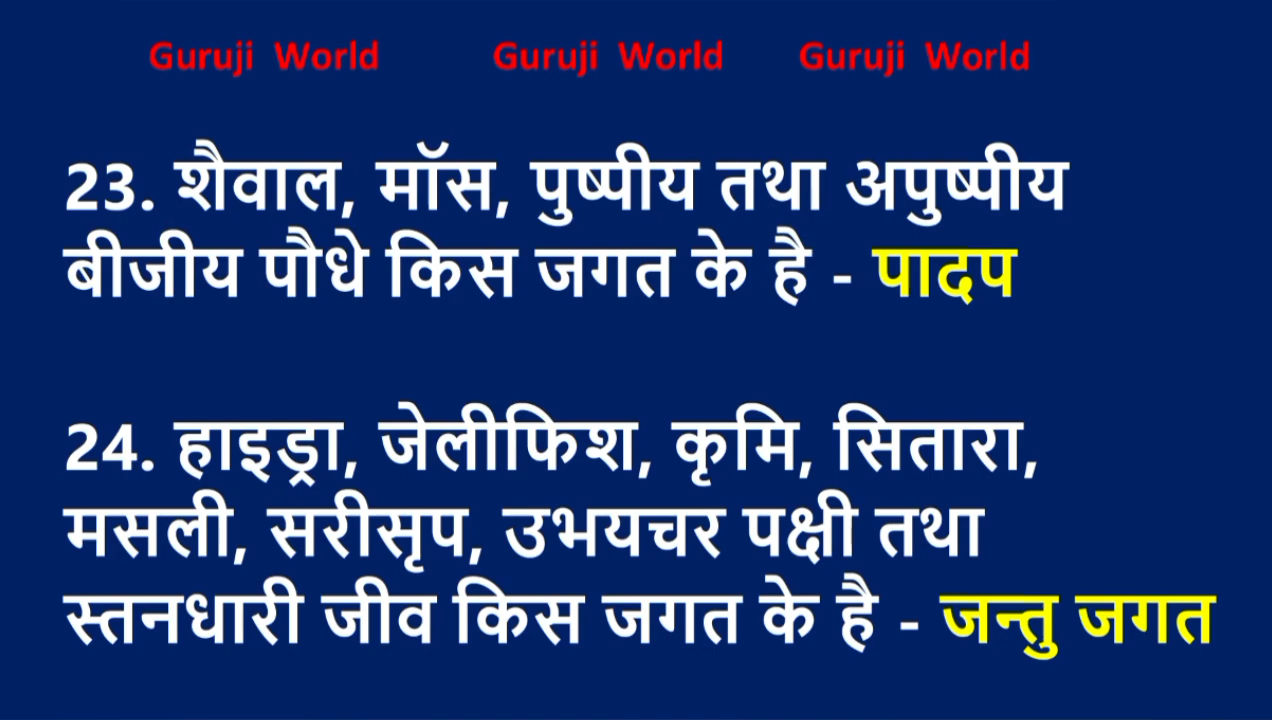 Guruji World Guruji World Guruji World
23. शैवाल, मॉस, पुष्पीय तथा अपुष्पीय
बीजीय पौधे किस जगत के है - पादप
24. हाइड्रा, जेलीफिश, कृमि, सितारा,
मसली, सरीसृप, उभयचर पक्षी तथा
स्तनधारी जीव किस जगत के है - जन्तु जगत